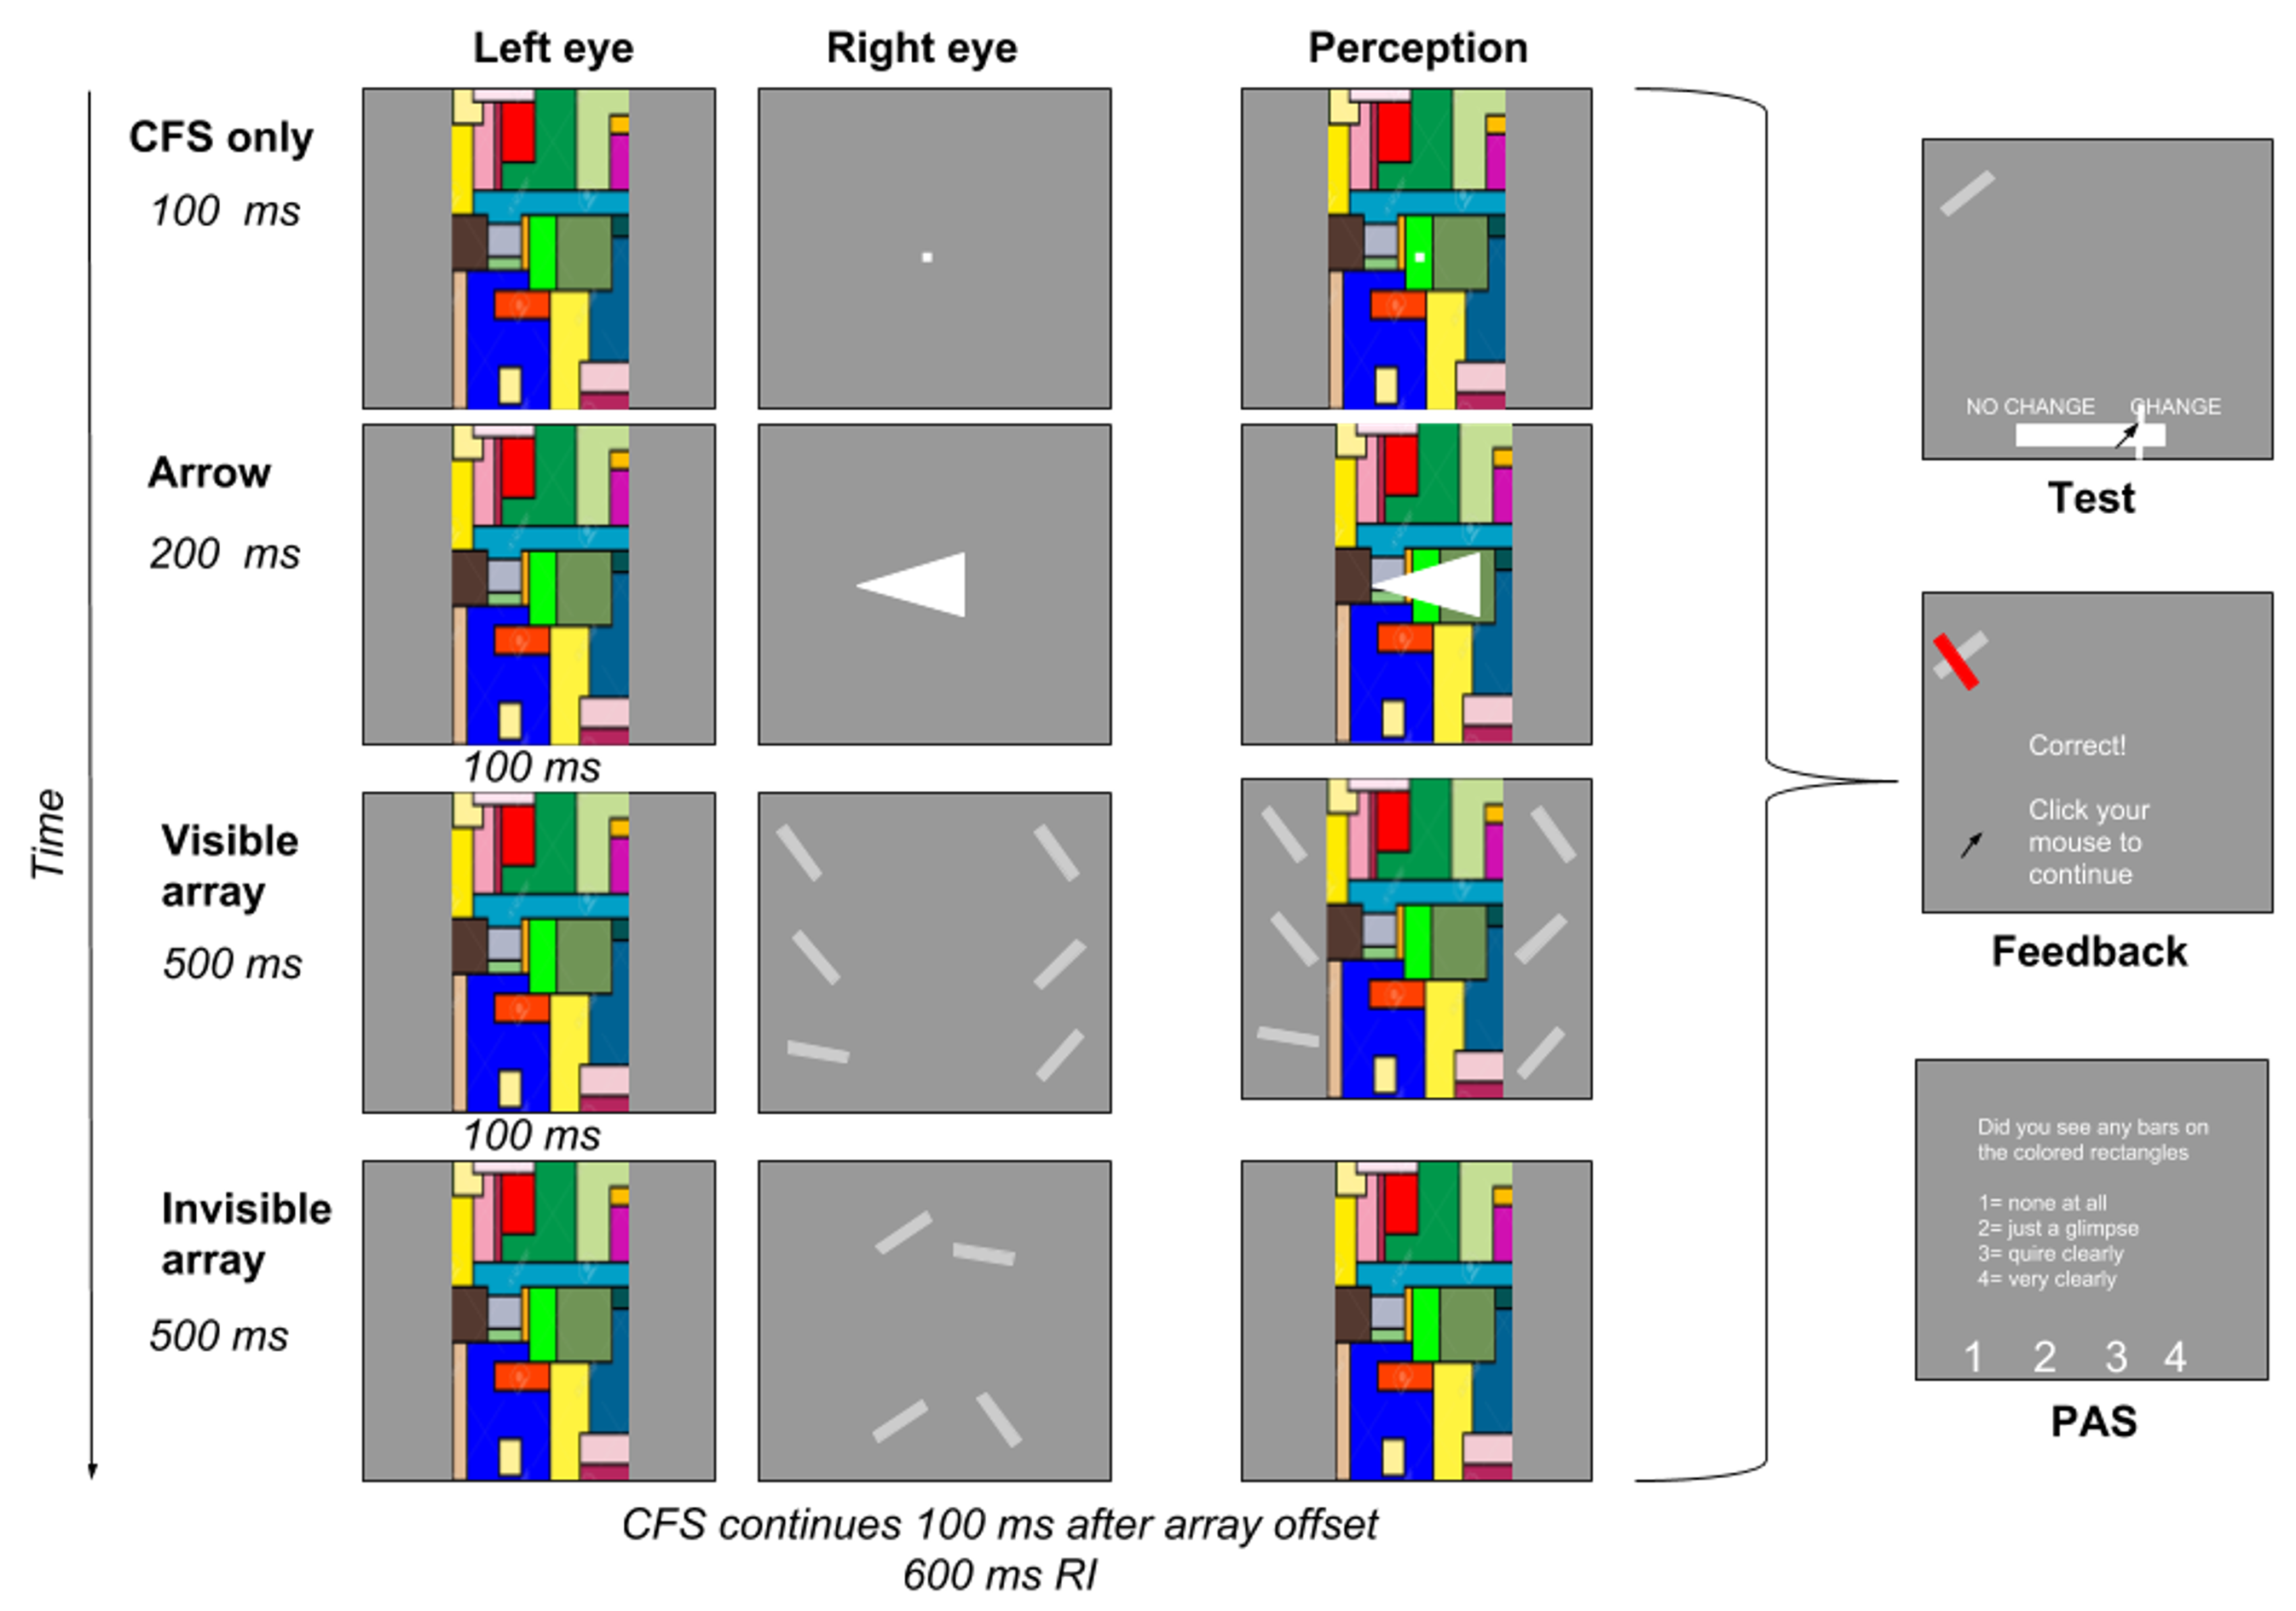 Left eye
Right eye
Perception
CFS only
100 ms
Arrow
200 ms
100 ms
Visible
array
500 ms
100 ms
Invisible
array
500 ms
Time
CFS continues 100 ms after array offset
600 ms RI
NO CHANGE CHANGE
Test
Correct!
Click your
mouse to
continue
Feedback
Did you see any bars on
the colored rectangles
1= none at all
2= just a glimpse
3= quire clearly
4= very clearly
1 2 3 4
PAS